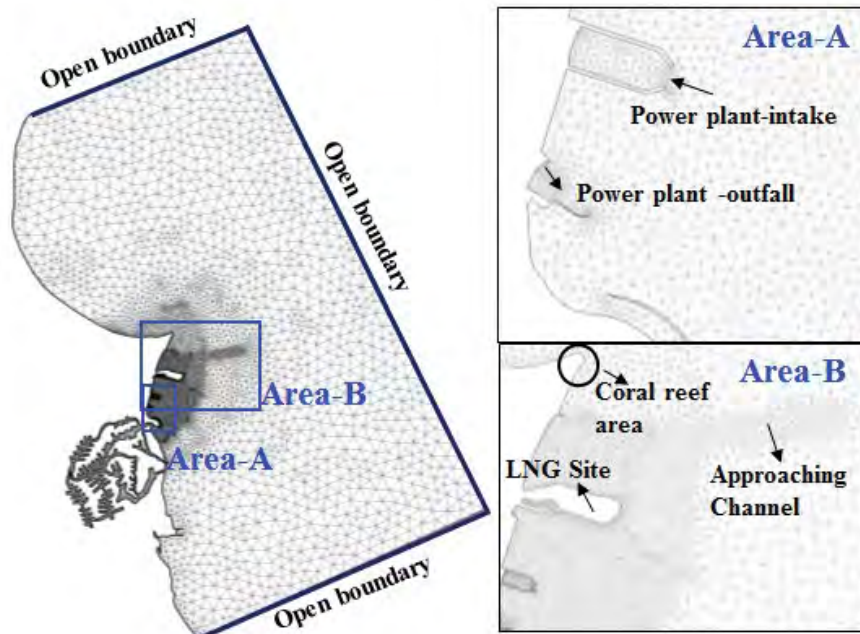 Open boundary
Open boundary
Open boundary
Area-B
Area-A
Area-A
Power plant-intake
Power plant -outfall
Area-B
Coral reef
area
LNG Site
Approaching
Channel